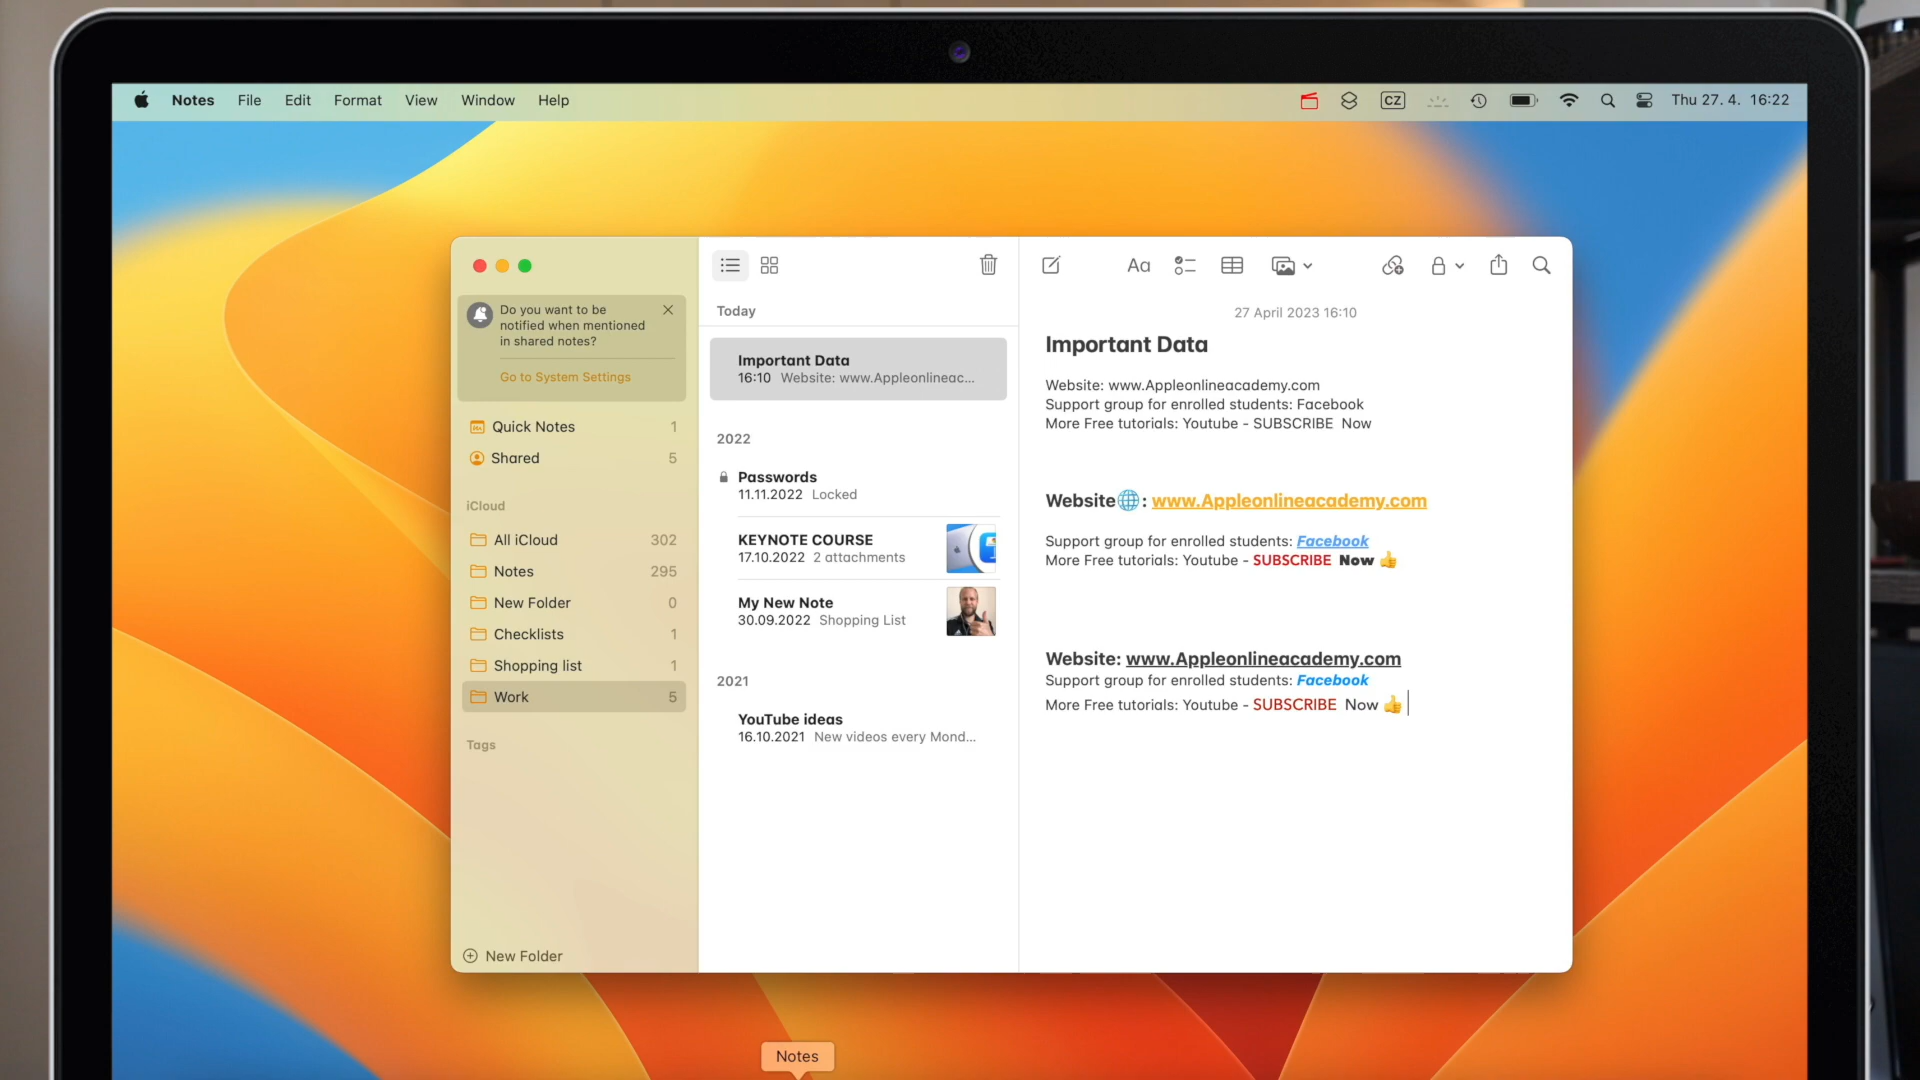 Notes File Edit Format View Window Help
CZ Thu 27. 4. 16:22
Do you want to be
notified when mentioned
in shared notes?
Go to System Settings
Quick Notes 1
Shared 5
iCloud
All iCloud 302
Notes 295
New Folder 0
Checklists 1
Shopping list 1
Work 5
Tags
New Folder
Today
Important Data
16:10 Website: www.Appleonlineac...
2022
Passwords
11.11.2022 Locked
KEYNOTE COURSE
17.10.2022 2 attachments
My New Note
30.09.2022 Shopping List
2021
YouTube ideas
16.10.2021 New videos every Mond...
Aa
27 April 2023 16:10
Important Data
Website: www.Appleonlineacademy.com
Support group for enrolled students: Facebook
More Free tutorials: Youtube - SUBSCRIBE Now
Website🌐: www.Appleonlineacademy.com
Support group for enrolled students: Facebook
More Free tutorials: Youtube - SUBSCRIBE Now 👍
Website: www.Appleonlineacademy.com
Support group for enrolled students: Facebook
More Free tutorials: Youtube - SUBSCRIBE Now 👍
Notes